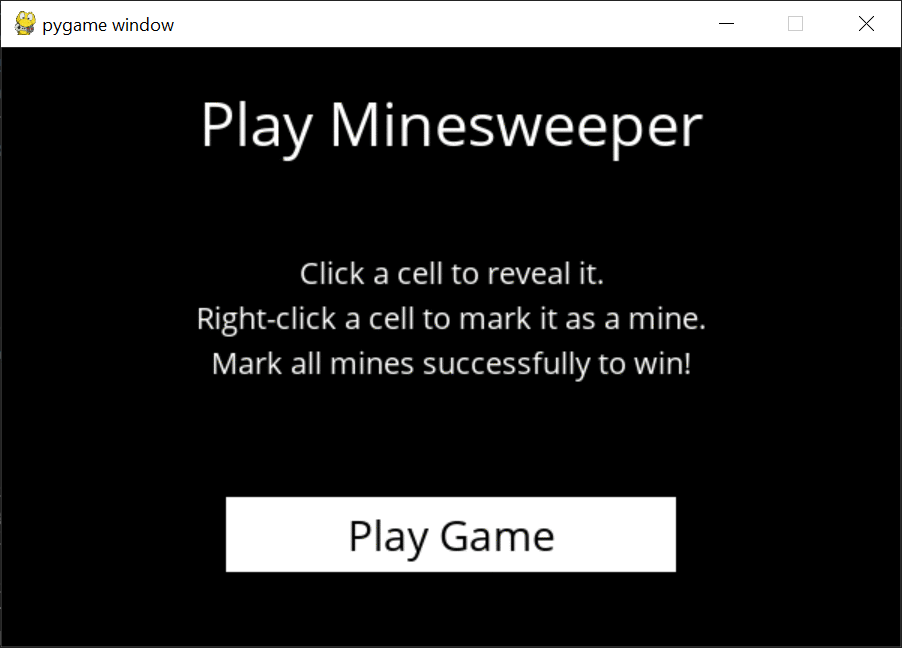 pygame window
Play Minesweeper
Click a cell to reveal it.
Right-click a cell to mark it as a mine.
Mark all mines successfully to win!
Play Game